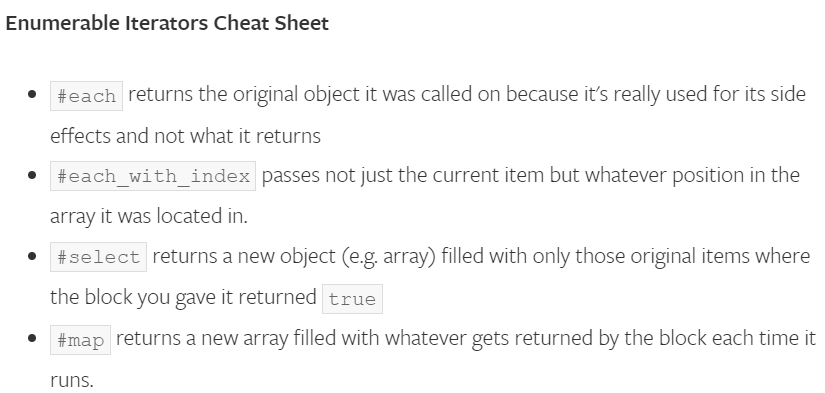 Enumerable Iterators Cheat Sheet
#each returns the original object it was called on because it's really used for its side
effects and not what it returns
#each_with_index passes not just the current item but whatever position in the
array it was located in.
#select returns a new object (e.g. array) filled with only those original items where
the block you gave it returned true
#map returns a new array filled with whatever gets returned by the block each time it
runs.